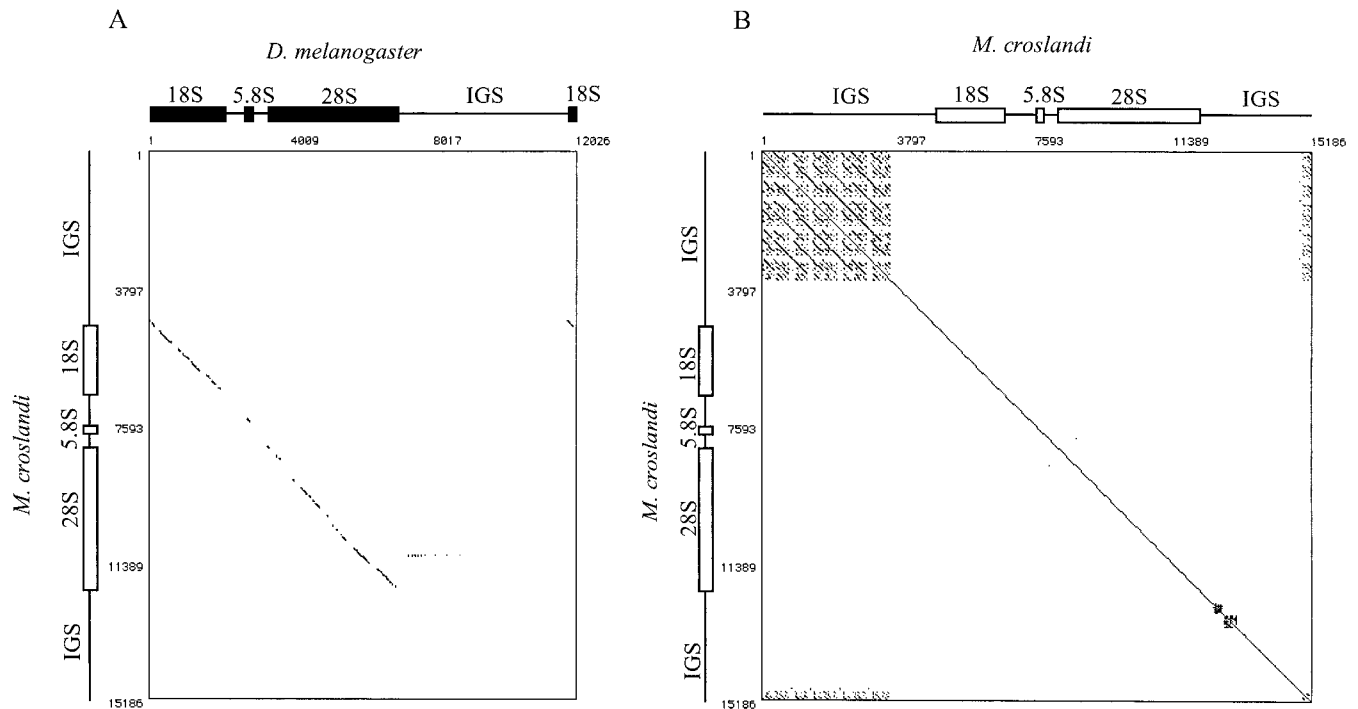 A
D. melanogaster
18S 5.8S 28S IGS 18S
1 4009 8017 12026
1
IGS
3797
18S
5.8S
7593
M. croslandi
28S
11389
IGS
15186
B
M. croslandi
IGS 18S 5.8S 28S IGS
1 3797 7593 11389 15186
1
IGS
3797
18S
5.8S
7593
M. croslandi
28S
11389
IGS
15186